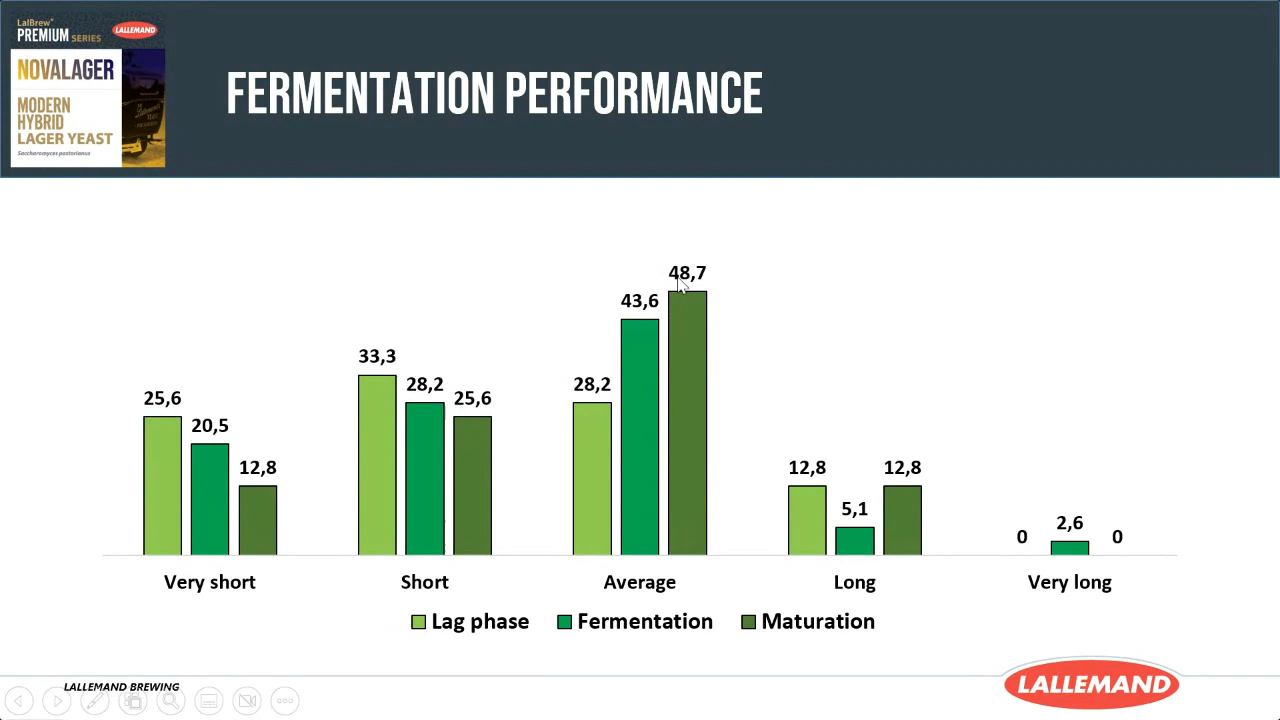 LalBrew®
PREMIUM SERIES
LALLEMAND
NOVALAGER
MODERN
HYBRID
LAGER YEAST
Saccharomyces pastorianus
FERMENTATION PERFORMANCE
25,6
20,5
12,8
33,3
28,2
25,6
28,2
43,6
48,7
12,8
5,1
12,8
0
2,6
0
Very short
Short
Average
Long
Very long
Lag phase
Fermentation
Maturation
LALLEMAND BREWING
LALLEMAND